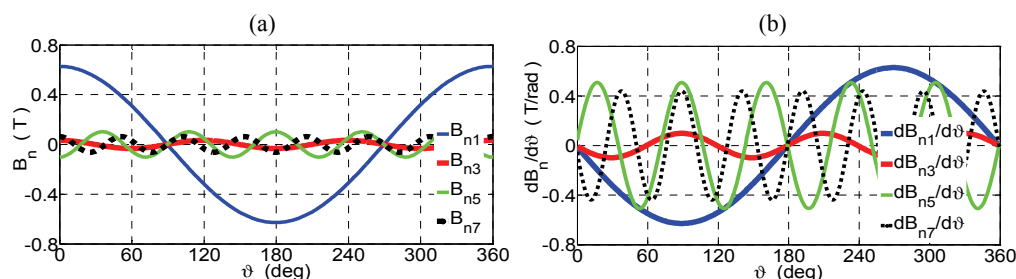 (a)
0.8
0.4
0
-0.4
-0.8
B_n (T)
0 60 120 180 240 300 360
ϑ (deg)
B_n1
B_n3
B_n5
B_n7
(b)
0.8
0.4
0
-0.4
-0.8
dB_n/dϑ (T/rad)
0 60 120 180 240 300 360
ϑ (deg)
dB_n1/dϑ
dB_n3/dϑ
dB_n5/dϑ
dB_n7/dϑ